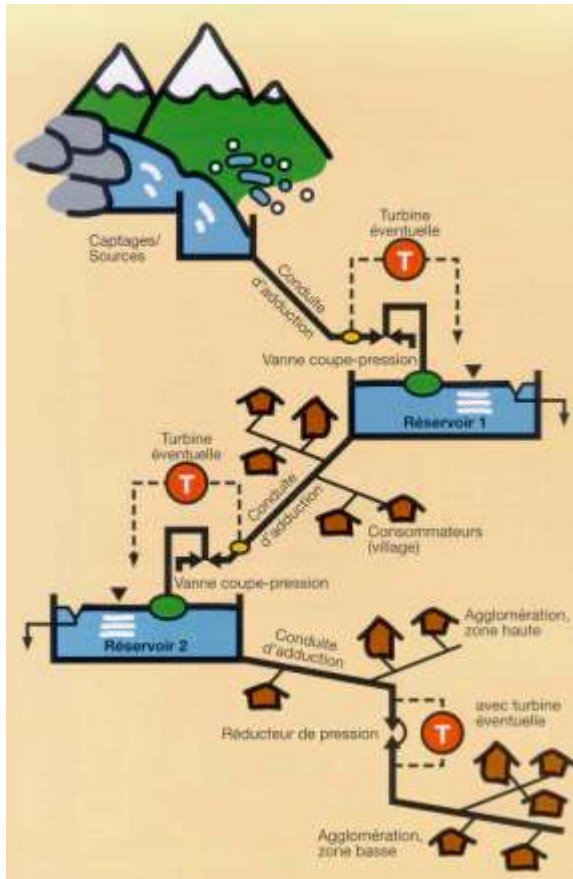 Turbine
éventuelle
T
Captages/
Sources
Conduite
d'adduction
Vanne coupe-pression
Réservoir 1
Turbine
éventuelle
T
Conduite
d'adduction
Consommateurs
(village)
Vanne coupe-pression
Réservoir 2
Conduite
d'adduction
Agglomération,
zone haute
avec turbine
éventuelle
Réducteur de pression
T
Agglomération,
zone basse